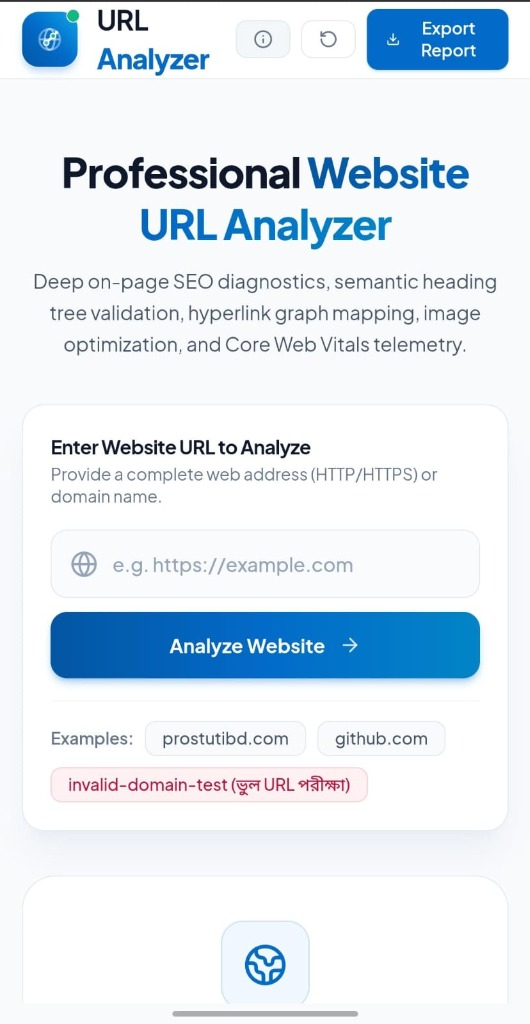 URL
Analyzer
Export
Report
Professional Website
URL Analyzer
Deep on-page SEO diagnostics, semantic heading
tree validation, hyperlink graph mapping, image
optimization, and Core Web Vitals telemetry.
Enter Website URL to Analyze
Provide a complete web address (HTTP/HTTPS) or
domain name.
e.g. https://example.com
Analyze Website
Examples: prostutibd.com github.com
invalid-domain-test (ভুল URL পরীক্ষা)